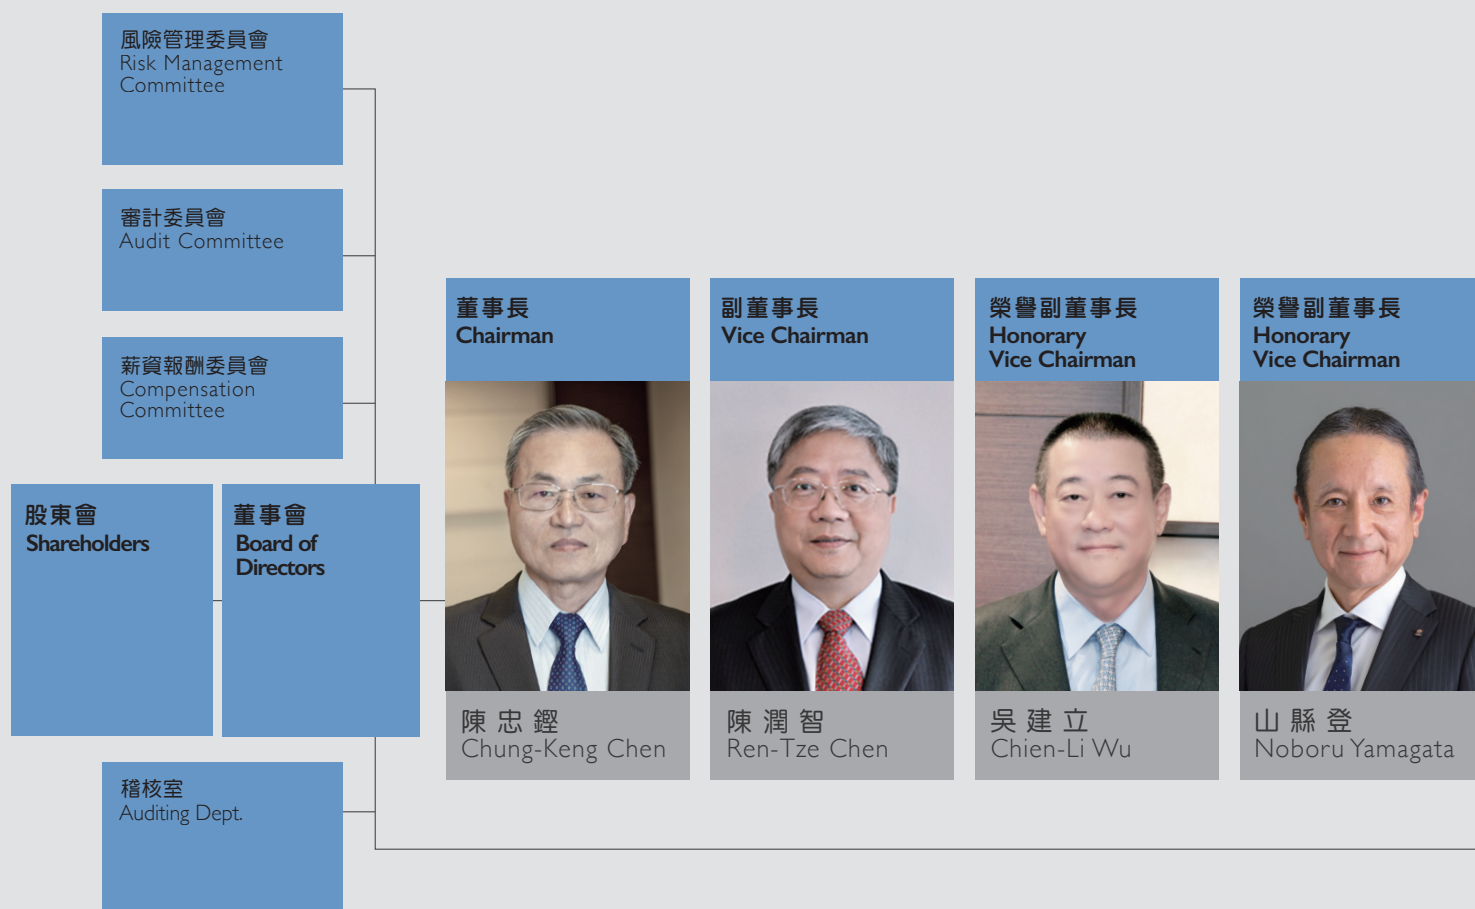 風險管理委員會
Risk Management
Committee
審計委員會
Audit Committee
薪資報酬委員會
Compensation
Committee
股東會
Shareholders
董事會
Board of
Directors
稽核室
Auditing Dept.
董事長
Chairman
陳忠鏗
Chung-Keng Chen
副董事長
Vice Chairman
陳潤智
Ren-Tze Chen
榮譽副董事長
Honorary
Vice Chairman
吳建立
Chien-Li Wu
榮譽副董事長
Honorary
Vice Chairman
山縣登
Noboru Yamagata